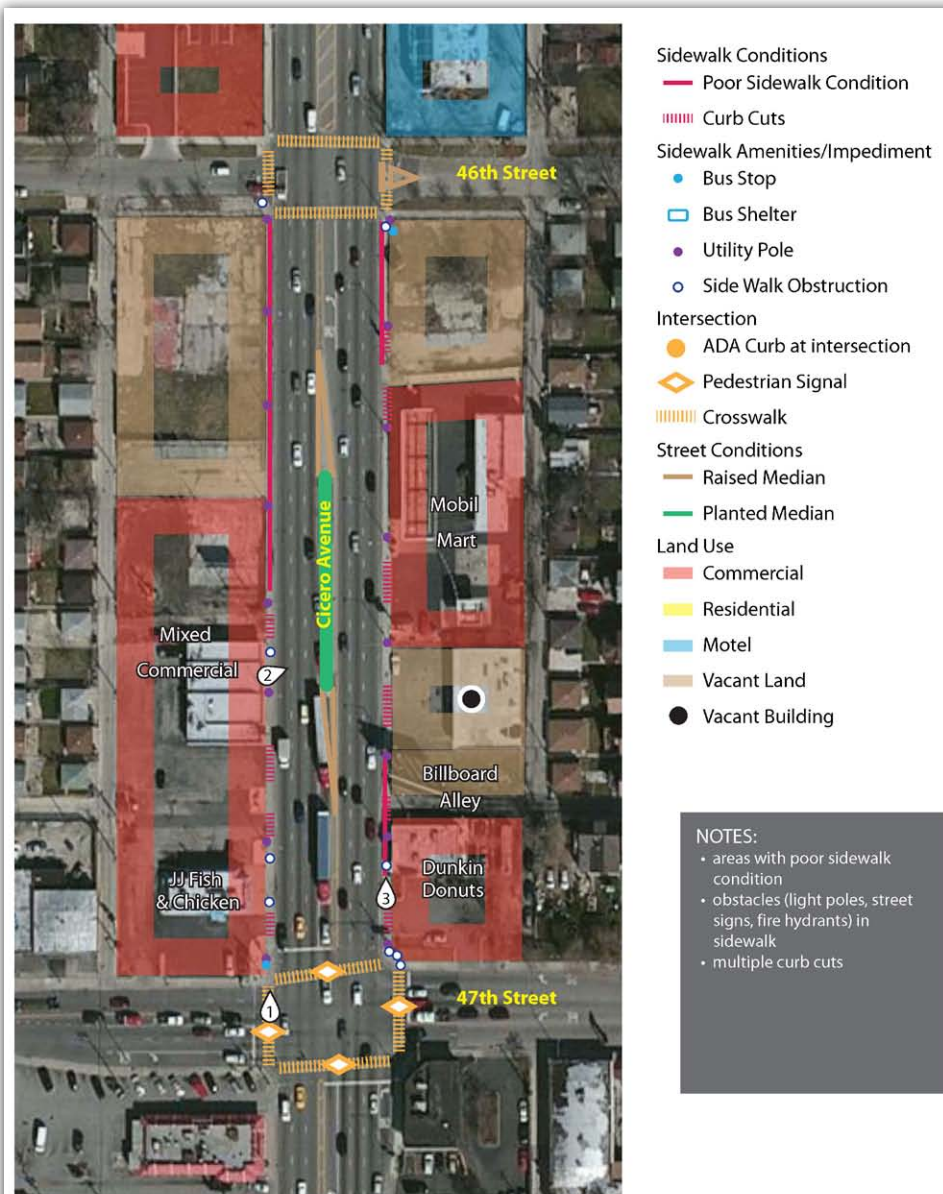 46th Street
Cicero Avenue
Mobil
Mart
Mixed
Commercial
2
Billboard
Alley
JJ Fish
& Chicken
Dunkin
Donuts
3
1
47th Street
Sidewalk Conditions
Poor Sidewalk Condition
Curb Cuts
Sidewalk Amenities/Impediment
Bus Stop
Bus Shelter
Utility Pole
Side Walk Obstruction
Intersection
ADA Curb at intersection
Pedestrian Signal
Crosswalk
Street Conditions
Raised Median
Planted Median
Land Use
Commercial
Residential
Motel
Vacant Land
Vacant Building
NOTES:
• areas with poor sidewalk
condition
• obstacles (light poles, street
signs, fire hydrants) in
sidewalk
• multiple curb cuts